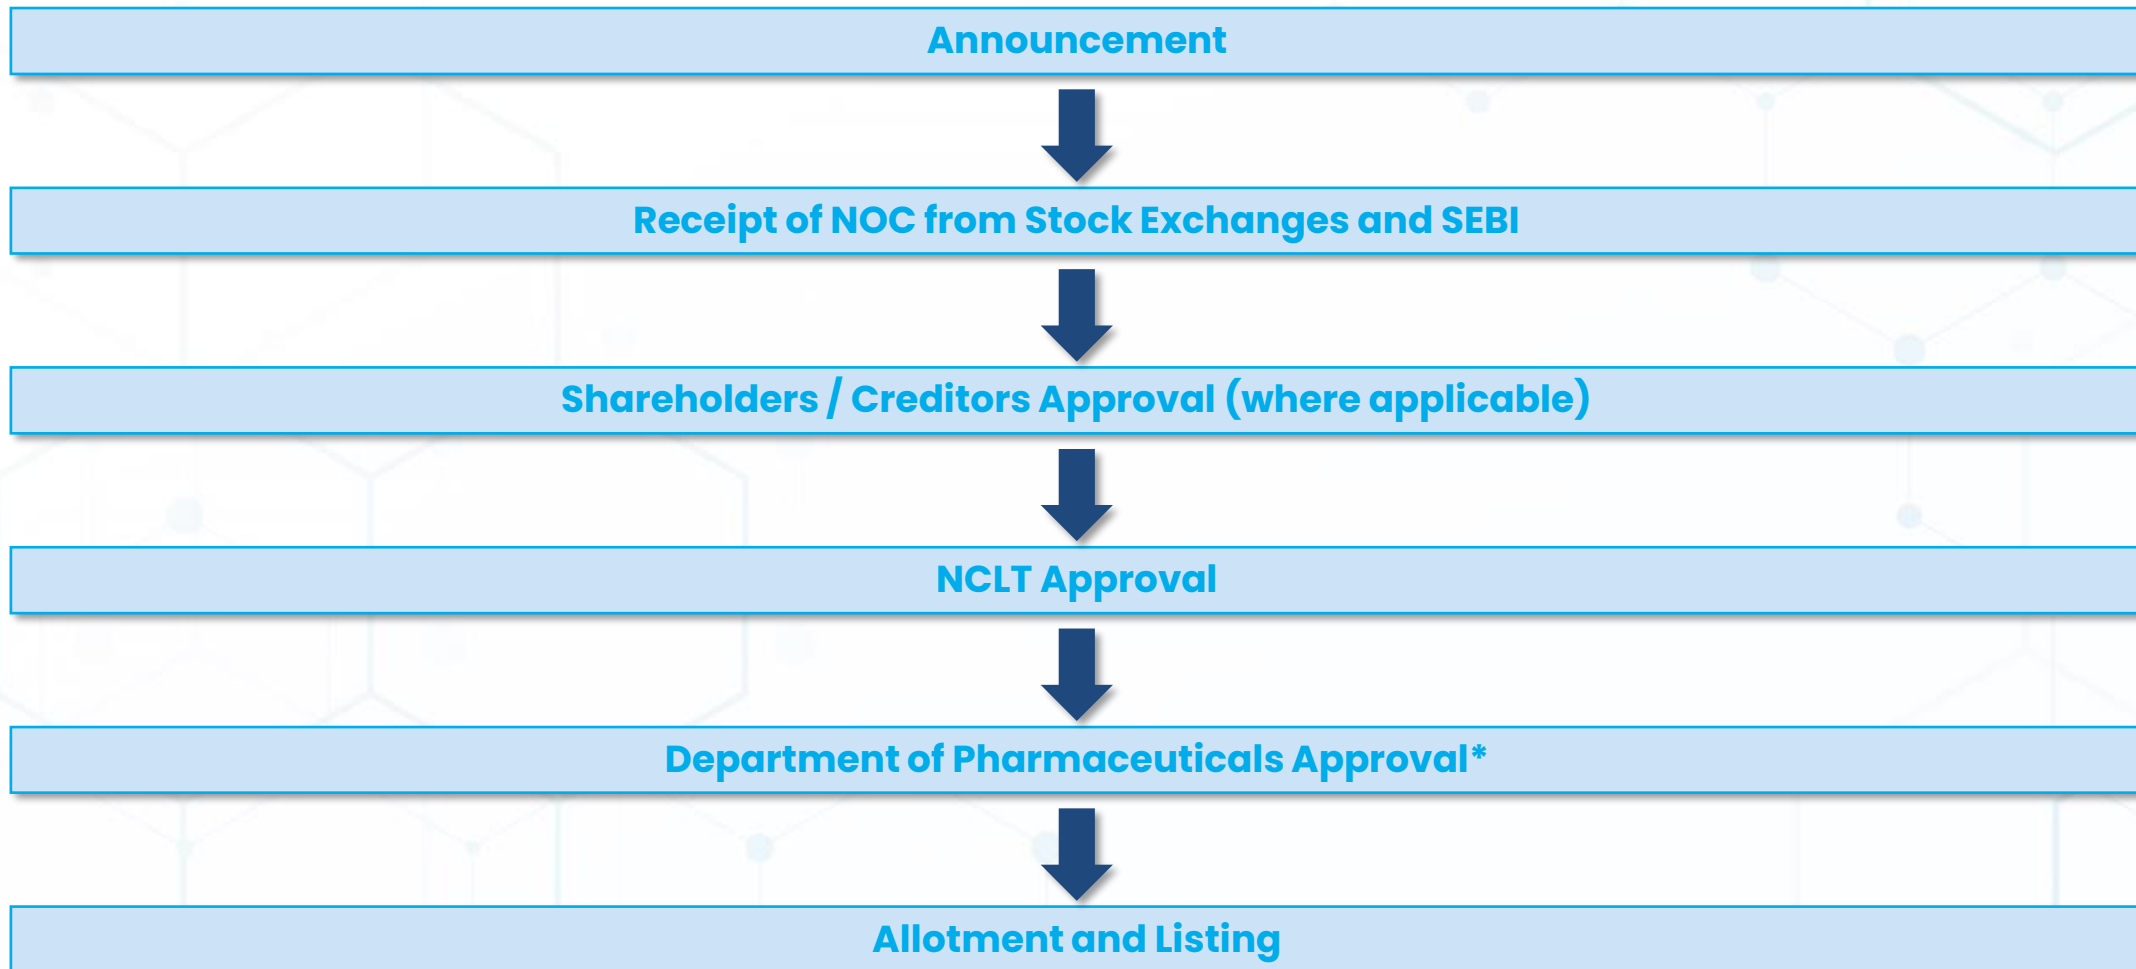 Announcement
Receipt of NOC from Stock Exchanges and SEBI
Shareholders / Creditors Approval (where applicable)
NCLT Approval
Department of Pharmaceuticals Approval*
Allotment and Listing